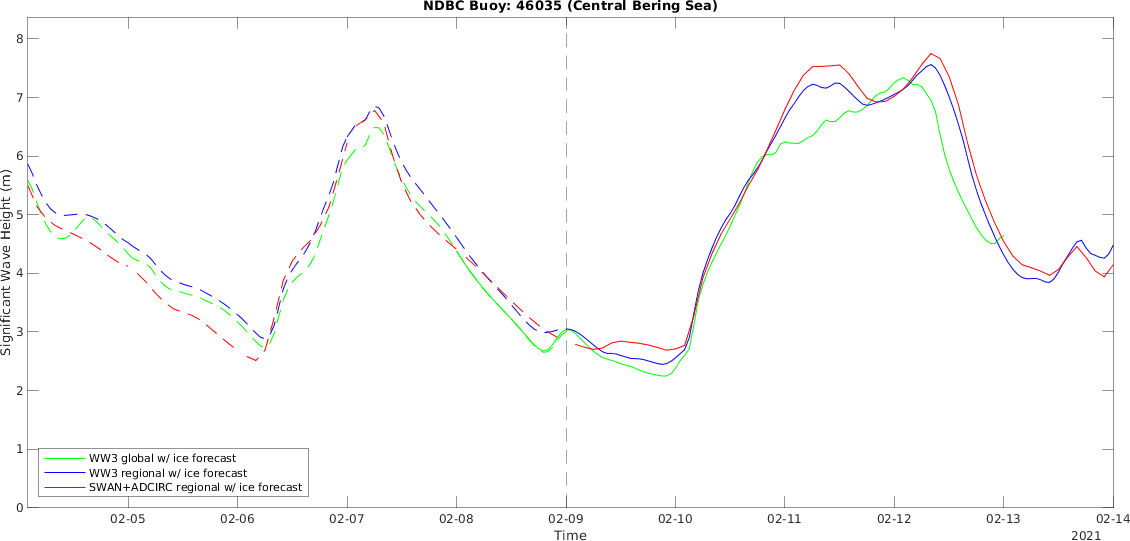 NDBC Buoy: 46035 (Central Bering Sea)
8
7
6
5
4
3
2
1
0
Significant Wave Height (m)
WW3 global w/ ice forecast
WW3 regional w/ ice forecast
SWAN+ADCIRC regional w/ ice forecast
02-05 02-06 02-07 02-08 02-09 02-10 02-11 02-12 02-13 02-14
Time
2021